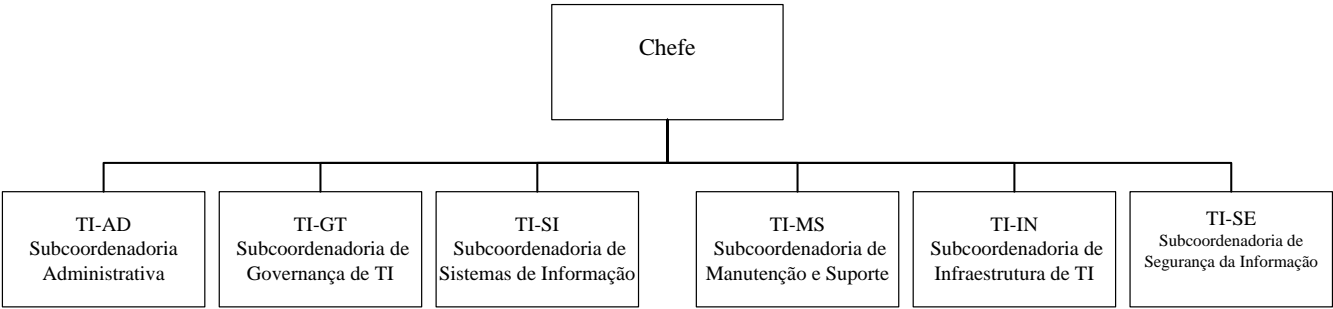 Chefe
TI-AD
Subcoordenadoria
Administrativa
TI-GT
Subcoordenadoria de
Governança de TI
TI-SI
Subcoordenadoria de
Sistemas de Informação
TI-MS
Subcoordenadoria de
Manutenção e Suporte
TI-IN
Subcoordenadoria de
Infraestrutura de TI
TI-SE
Subcoordenadoria de
Segurança da Informação